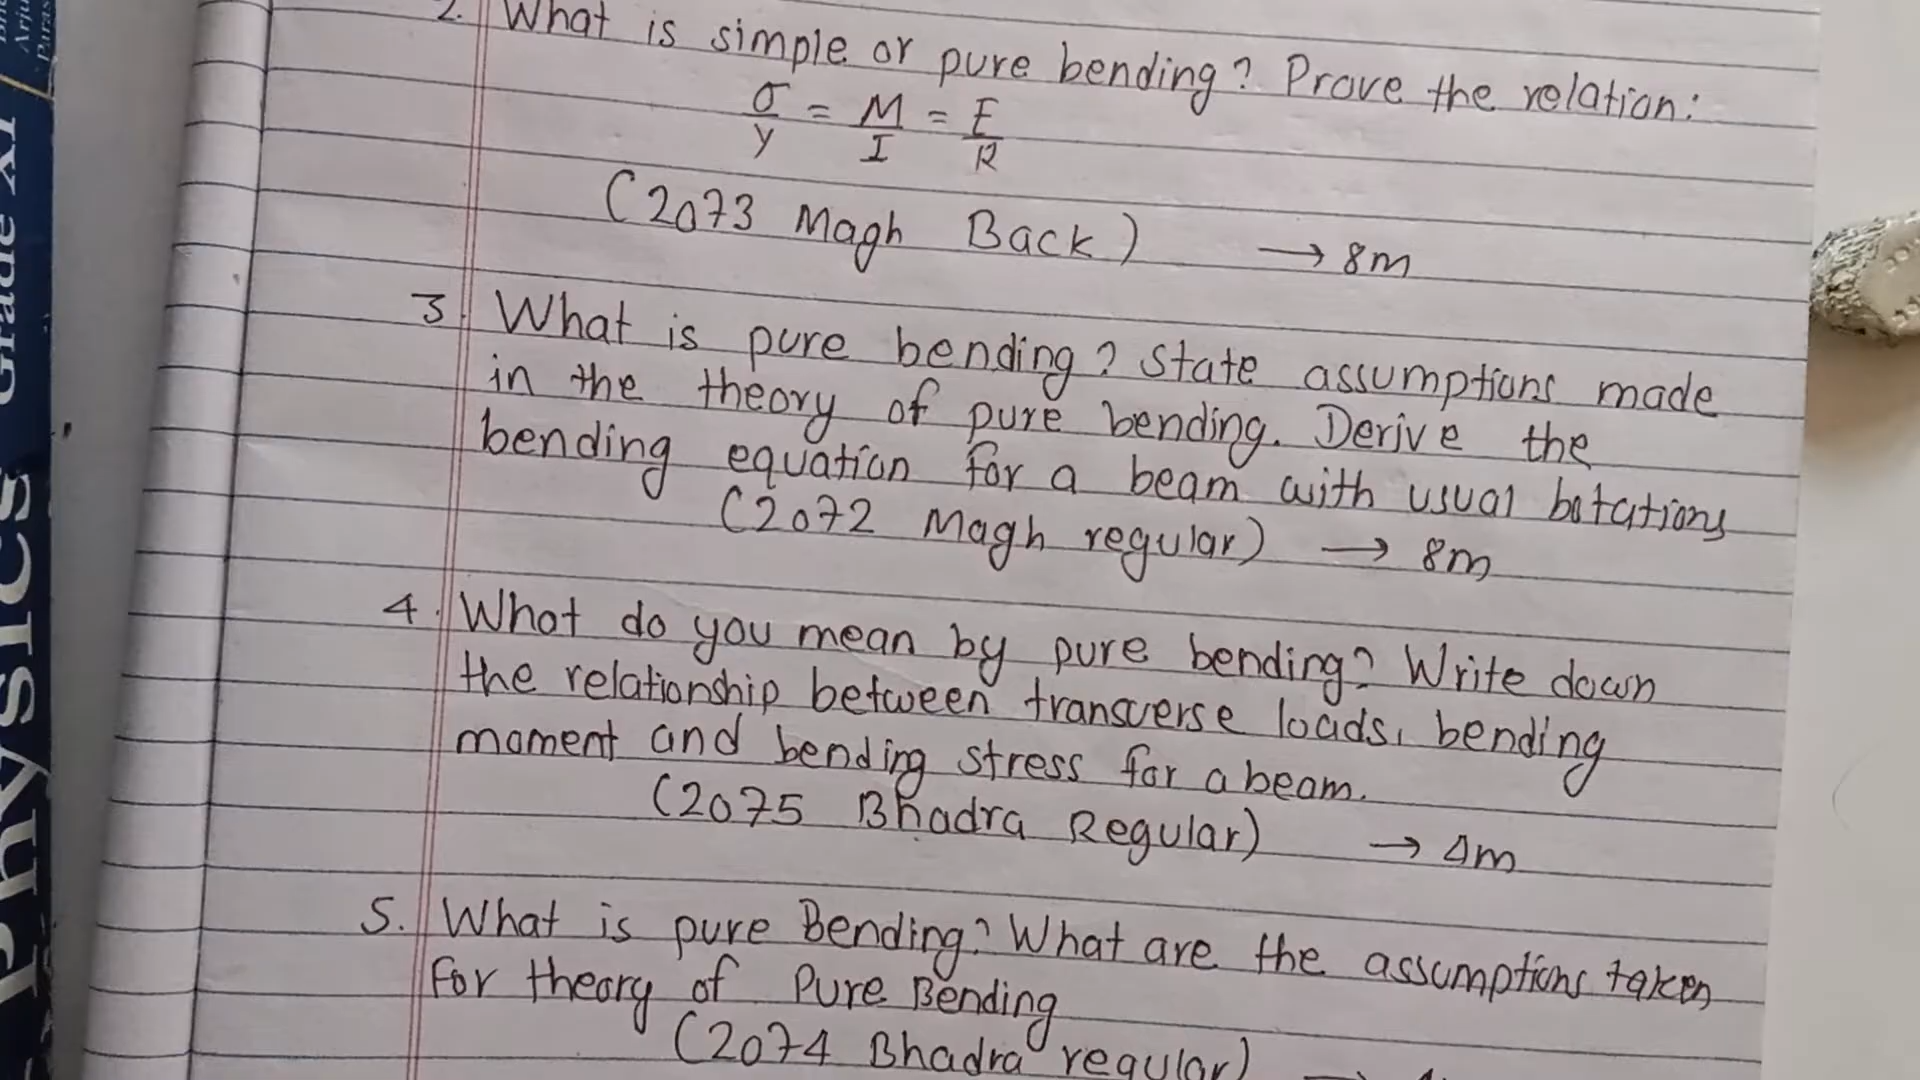 2. What is simple or pure bending? Prove the relation:
σ/y = M/I = E/R
(2073 Magh Back) → 8m
3. What is pure bending? State assumptions made
in the theory of pure bending. Derive the
bending equation for a beam with usual botations
(2072 Magh regular) → 8m
4. What do you mean by pure bending? Write down
the relationship between transverse loads, bending
moment and bending stress for a beam.
(2075 Bhadra Regular) → 4m
5. What is pure Bending? What are the assumptions taken
for theory of Pure Bending
(2074 Bhadra regular) →
Physics Grade XI